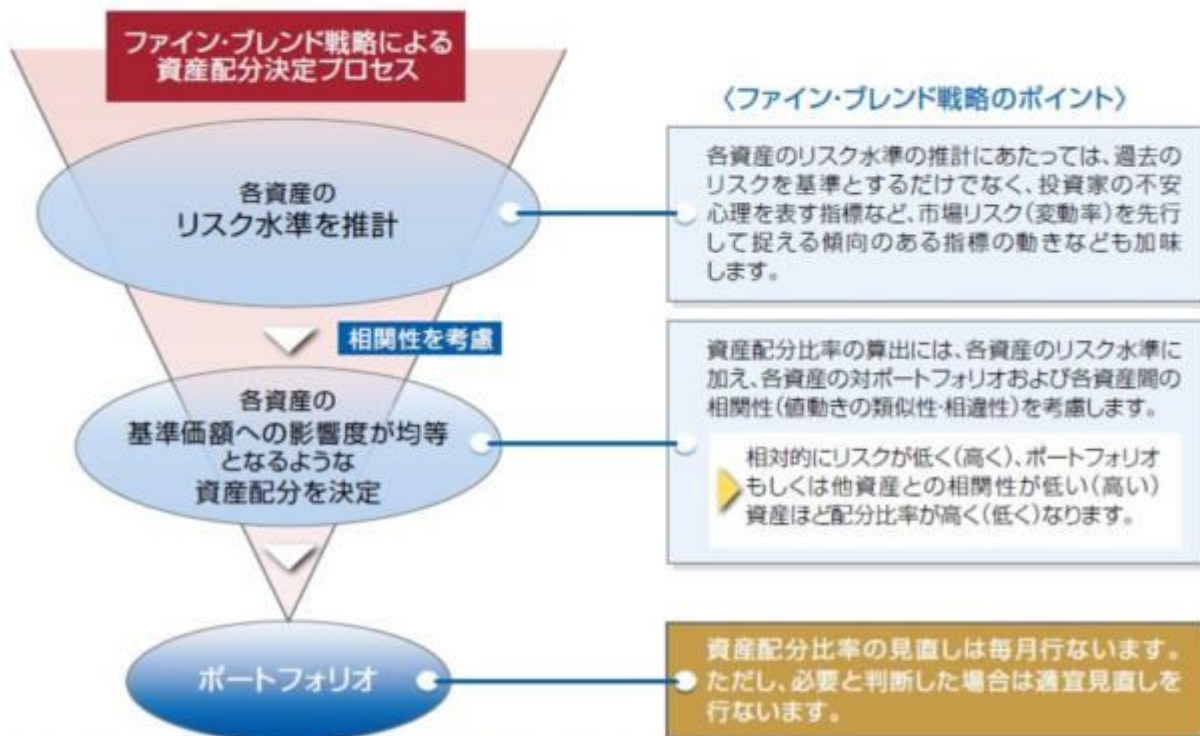 ファイン・ブレンド戦略による
資産配分決定プロセス
各資産の
リスク水準を推計
相関性を考慮
各資産の
基準価額への影響度が均等
となるような
資産配分を決定
ポートフォリオ
〈ファイン・ブレンド戦略のポイント〉
各資産のリスク水準の推計にあたっては、過去の
リスクを基準とするだけでなく、投資家の不安
心理を表す指標など、市場リスク(変動率)を先行
して捉える傾向のある指標の動きなども加味
します。
資産配分比率の算出には、各資産のリスク水準に
加え、各資産の対ポートフォリオおよび各資産間の
相関性(値動きの類似性・相違性)を考慮します。
相対的にリスクが低く(高く)、ポートフォリオ
もしくは他資産との相関性が低い(高い)
資産ほど配分比率が高く(低く)なります。
資産配分比率の見直しは毎月行ないます。
ただし、必要と判断した場合は適宜見直しを
行ないます。